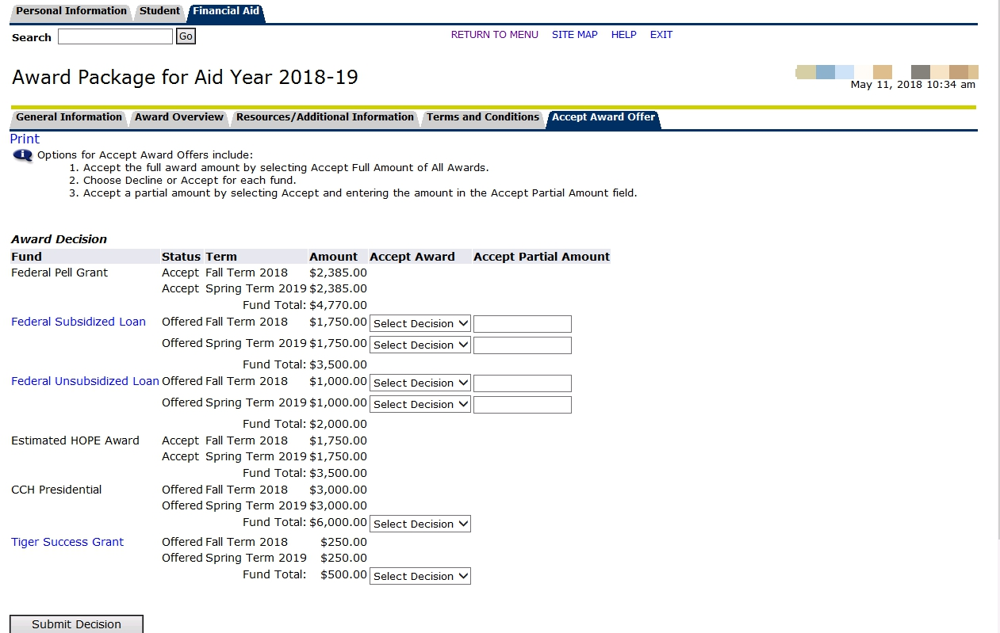 Personal Information Student Financial Aid
Search Go RETURN TO MENU SITE MAP HELP EXIT
Award Package for Aid Year 2018-19
May 11, 2018 10:34 am
General Information Award Overview Resources/Additional Information Terms and Conditions Accept Award Offer
Print
i Options for Accept Award Offers include:
1. Accept the full award amount by selecting Accept Full Amount of All Awards.
2. Choose Decline or Accept for each fund.
3. Accept a partial amount by selecting Accept and entering the amount in the Accept Partial Amount field.
Award Decision
Fund Status Term Amount Accept Award Accept Partial Amount
Federal Pell Grant Accept Fall Term 2018 $2,385.00
Accept Spring Term 2019 $2,385.00
Fund Total: $4,770.00
Federal Subsidized Loan Offered Fall Term 2018 $1,750.00 Select Decision
Offered Spring Term 2019 $1,750.00 Select Decision
Fund Total: $3,500.00
Federal Unsubsidized Loan Offered Fall Term 2018 $1,000.00 Select Decision
Offered Spring Term 2019 $1,000.00 Select Decision
Fund Total: $2,000.00
Estimated HOPE Award Accept Fall Term 2018 $1,750.00
Accept Spring Term 2019 $1,750.00
Fund Total: $3,500.00
CCH Presidential Offered Fall Term 2018 $3,000.00
Offered Spring Term 2019 $3,000.00
Fund Total: $6,000.00 Select Decision
Tiger Success Grant Offered Fall Term 2018 $250.00
Offered Spring Term 2019 $250.00
Fund Total: $500.00 Select Decision
Submit Decision